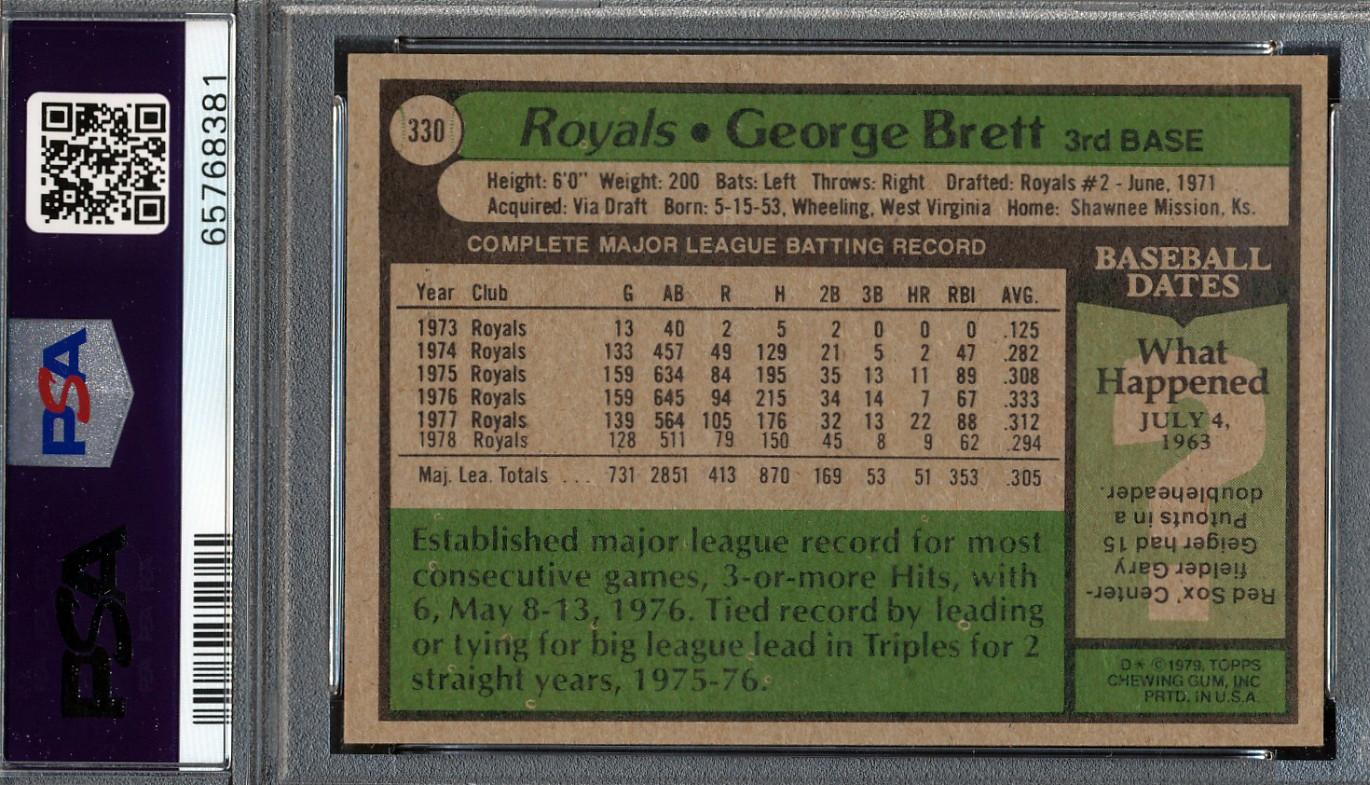 65768381
PSA
PSA
330
Royals • George Brett 3rd BASE
Height: 6'0" Weight: 200 Bats: Left Throws: Right Drafted: Royals #2 - June, 1971
Acquired: Via Draft Born: 5-15-53, Wheeling, West Virginia Home: Shawnee Mission, Ks.
COMPLETE MAJOR LEAGUE BATTING RECORD
Year Club G AB R H 2B 3B HR RBI AVG.
1973 Royals 13 40 2 5 2 0 0 0 .125
1974 Royals 133 457 49 129 21 5 2 47 .282
1975 Royals 159 634 84 195 35 13 11 89 .308
1976 Royals 159 645 94 215 34 14 7 67 .333
1977 Royals 139 564 105 176 32 13 22 88 .312
1978 Royals 128 511 79 150 45 8 9 62 .294
Maj. Lea. Totals ... 731 2851 413 870 169 53 51 353 .305
Established major league record for most
consecutive games, 3-or-more Hits, with
6, May 8-13, 1976. Tied record by leading
or tying for big league lead in Triples for 2
straight years, 1975-76.
BASEBALL
DATES
What
Happened
JULY 4,
1963
?
Red Sox' Center-
fielder Gary
Geiger had 15
Putouts in a
doubleheader.
D* ©1979, TOPPS
CHEWING GUM, INC
PRTD. IN U.S.A.